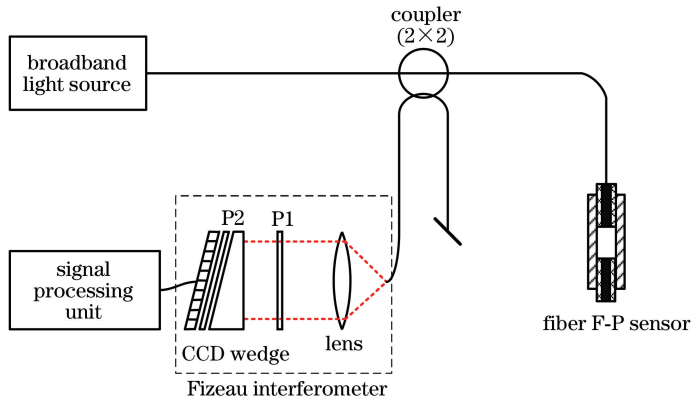 coupler
(2×2)
broadband
light source
P2
P1
signal
processing
unit
CCD wedge
lens
fiber F-P sensor
Fizeau interferometer